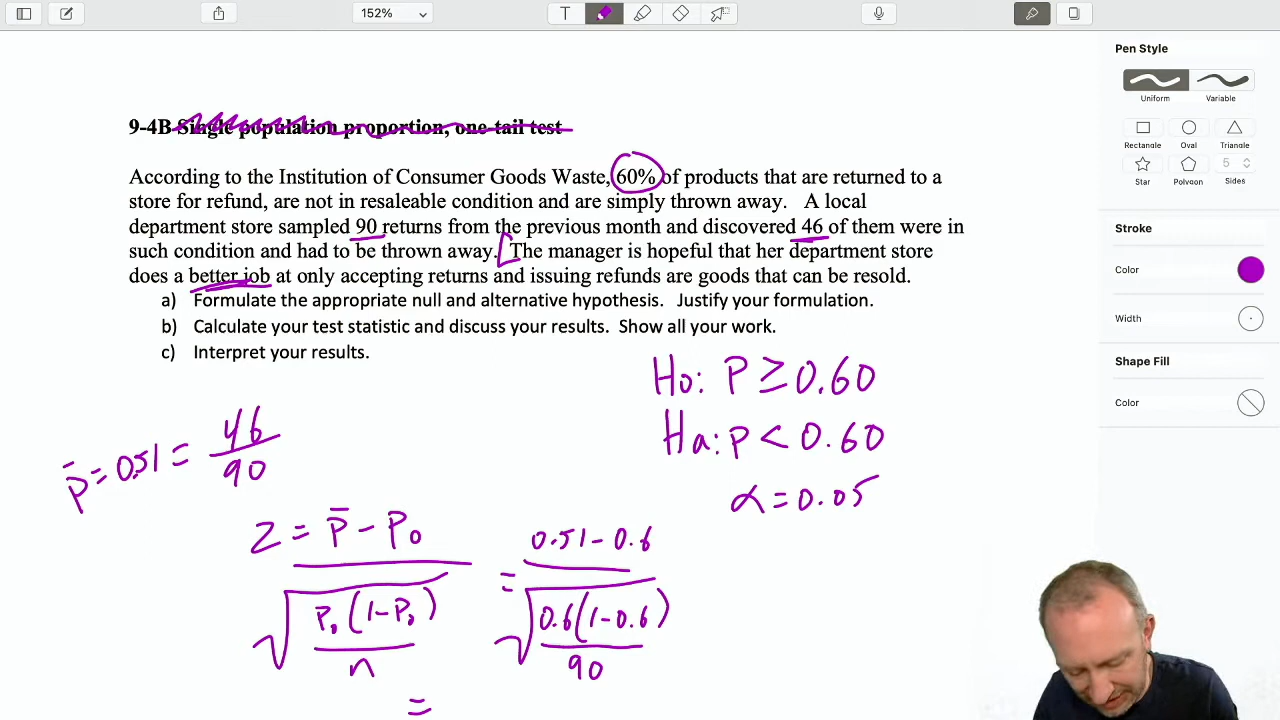 152%
T
Pen Style
Uniform
Variable
Rectangle
Oval
Triangle
Star
Polygon
5
Sides
Stroke
Color
Width
Shape Fill
Color
9-4B Single population proportion, one-tail test
According to the Institution of Consumer Goods Waste, 60% of products that are returned to a
store for refund, are not in resaleable condition and are simply thrown away. A local
department store sampled 90 returns from the previous month and discovered 46 of them were in
such condition and had to be thrown away. [The manager is hopeful that her department store
does a better job at only accepting returns and issuing refunds are goods that can be resold.
a) Formulate the appropriate null and alternative hypothesis. Justify your formulation.
b) Calculate your test statistic and discuss your results. Show all your work.
c) Interpret your results.
Ho: P ≥ 0.60
Ha: p < 0.60
α = 0.05
p̄ = 0.51 = 46/90
Z = p̄ - P₀ / √(P₀(1-P₀)/n) = 0.51 - 0.6 / √(0.6(1-0.6)/90)
=